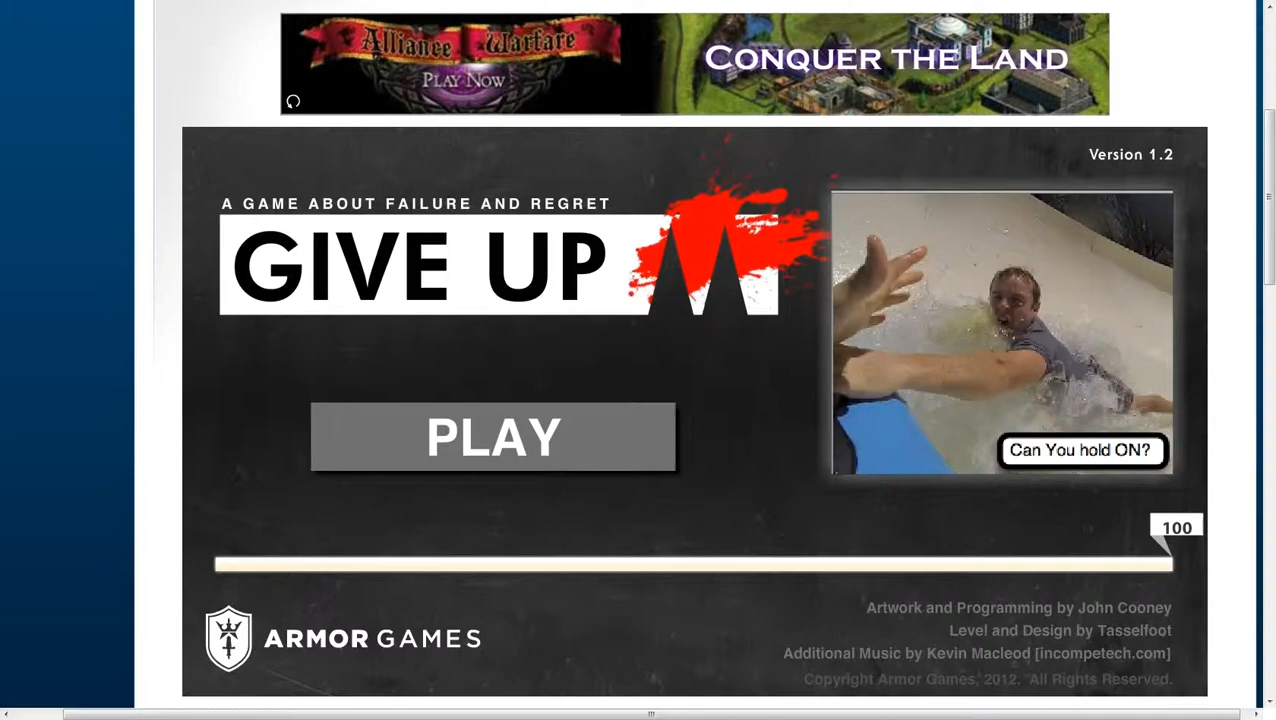 Alliance Warfare
PLAY NOW
CONQUER THE LAND
Version 1.2
A GAME ABOUT FAILURE AND REGRET
GIVE UP
PLAY
Can You hold ON?
100
ARMOR GAMES
Artwork and Programming by John Cooney
Level and Design by Tasselfoot
Additional Music by Kevin Macleod [incompetech.com]
Copyright Armor Games, 2012. All Rights Reserved.